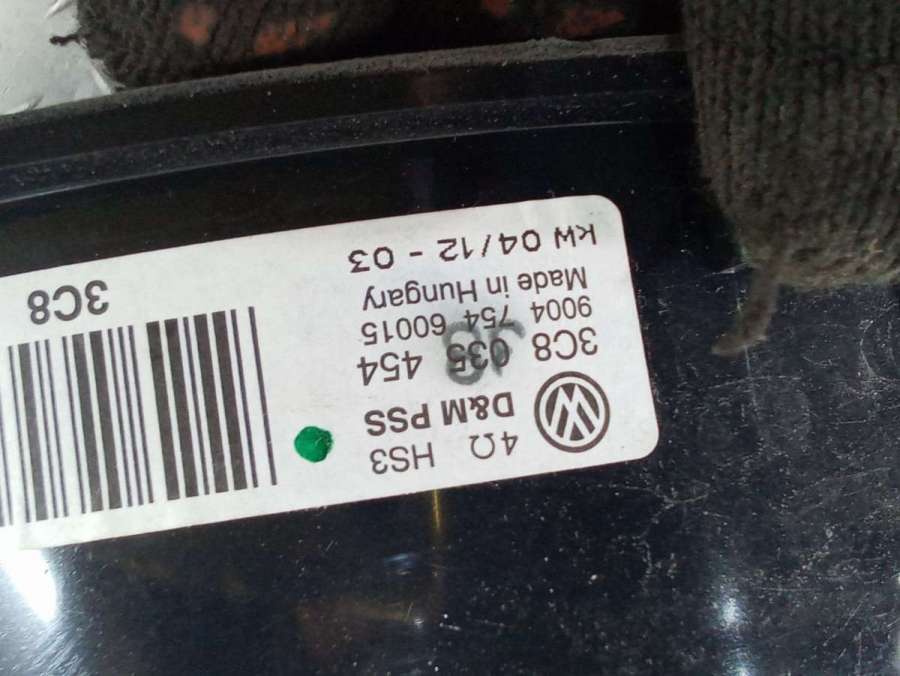 4Ω HS3
D&M PSS
3C8 035 454
9004 754 60015
Made in Hungary
kW 04/12 - 03
3C8